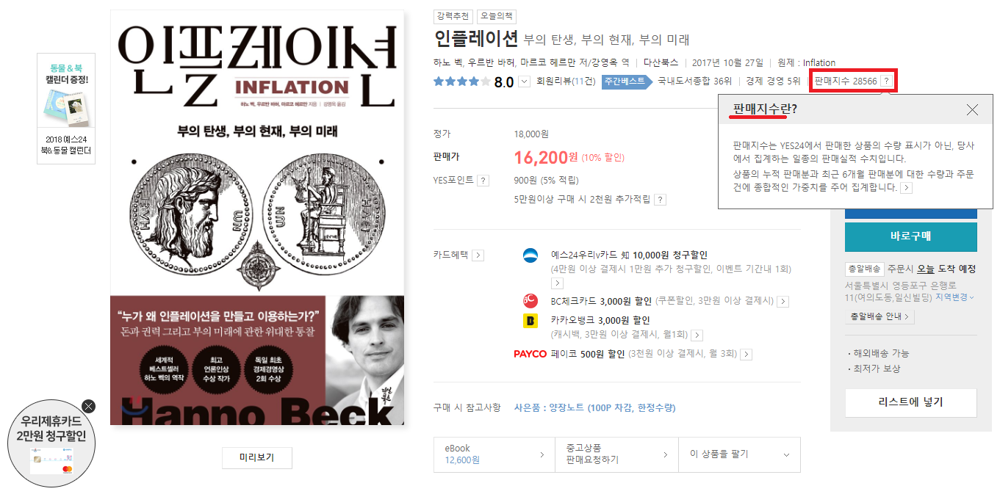 동물 & 북
캘린더 증정!
2018 예스24
북&동물 캘린더
우리제휴카드
2만원 청구할인
인플레이션
INFLATION
하노 벡, 우르반 바허, 마르코 헤르만 지음 | 강영옥 옮김
부의 탄생, 부의 현재, 부의 미래
“누가 왜 인플레이션을 만들고 이용하는가?”
돈과 권력 그리고 부의 미래에 관한 위대한 통찰
세계적
베스트셀러
하노 벡의 역작
최고
언론인상
수상 작가
독일 최초
경제경영상
2회 수상
Hanno Beck
미리보기
강력추천 오늘의책
인플레이션 부의 탄생, 부의 현재, 부의 미래
하노 벡, 우르반 바허, 마르코 헤르만 저/강영옥 역 | 다산북스 | 2017년 10월 27일 | 원제 : Inflation
8.0 회원리뷰(11건) 주간베스트 국내도서종합 36위 | 경제 경영 5위 | 판매지수 28566 ?
판매지수란?
판매지수는 YES24에서 판매한 상품의 수량 표시가 아닌, 당사
에서 집계하는 일종의 판매실적 수치입니다.
상품의 누적 판매분과 최근 6개월 판매분에 대한 수량과 주문
건에 종합적인 가중치를 주어 집계합니다.
정가 18,000원
판매가 16,200원 (10% 할인)
YES포인트 ? 900원 (5% 적립)
5만원이상 구매 시 2천원 추가적립 ?
카드혜택 예스24우리v카드 知 10,000원 청구할인
(4만원 이상 결제시 1만원 추가 청구할인, 이벤트 기간내 1회)
BC체크카드 3,000원 할인 (쿠폰할인, 3만원 이상 결제시)
카카오뱅크 3,000원 할인
(캐시백, 3만원 이상 결제시, 월1회)
PAYCO 페이코 500원 할인 (3천원 이상 결제시, 월 3회)
구매 시 참고사항 사은품 : 양장노트 (100P 차감, 한정수량)
eBook
12,600원
중고상품
판매요청하기
이 상품을 팔기
바로구매
총알배송 주문시 오늘 도착 예정
서울특별시 영등포구 은행로
11(여의도동,일신빌딩) 지역변경
총알배송 안내
· 해외배송 가능
· 최저가 보상
리스트에 넣기